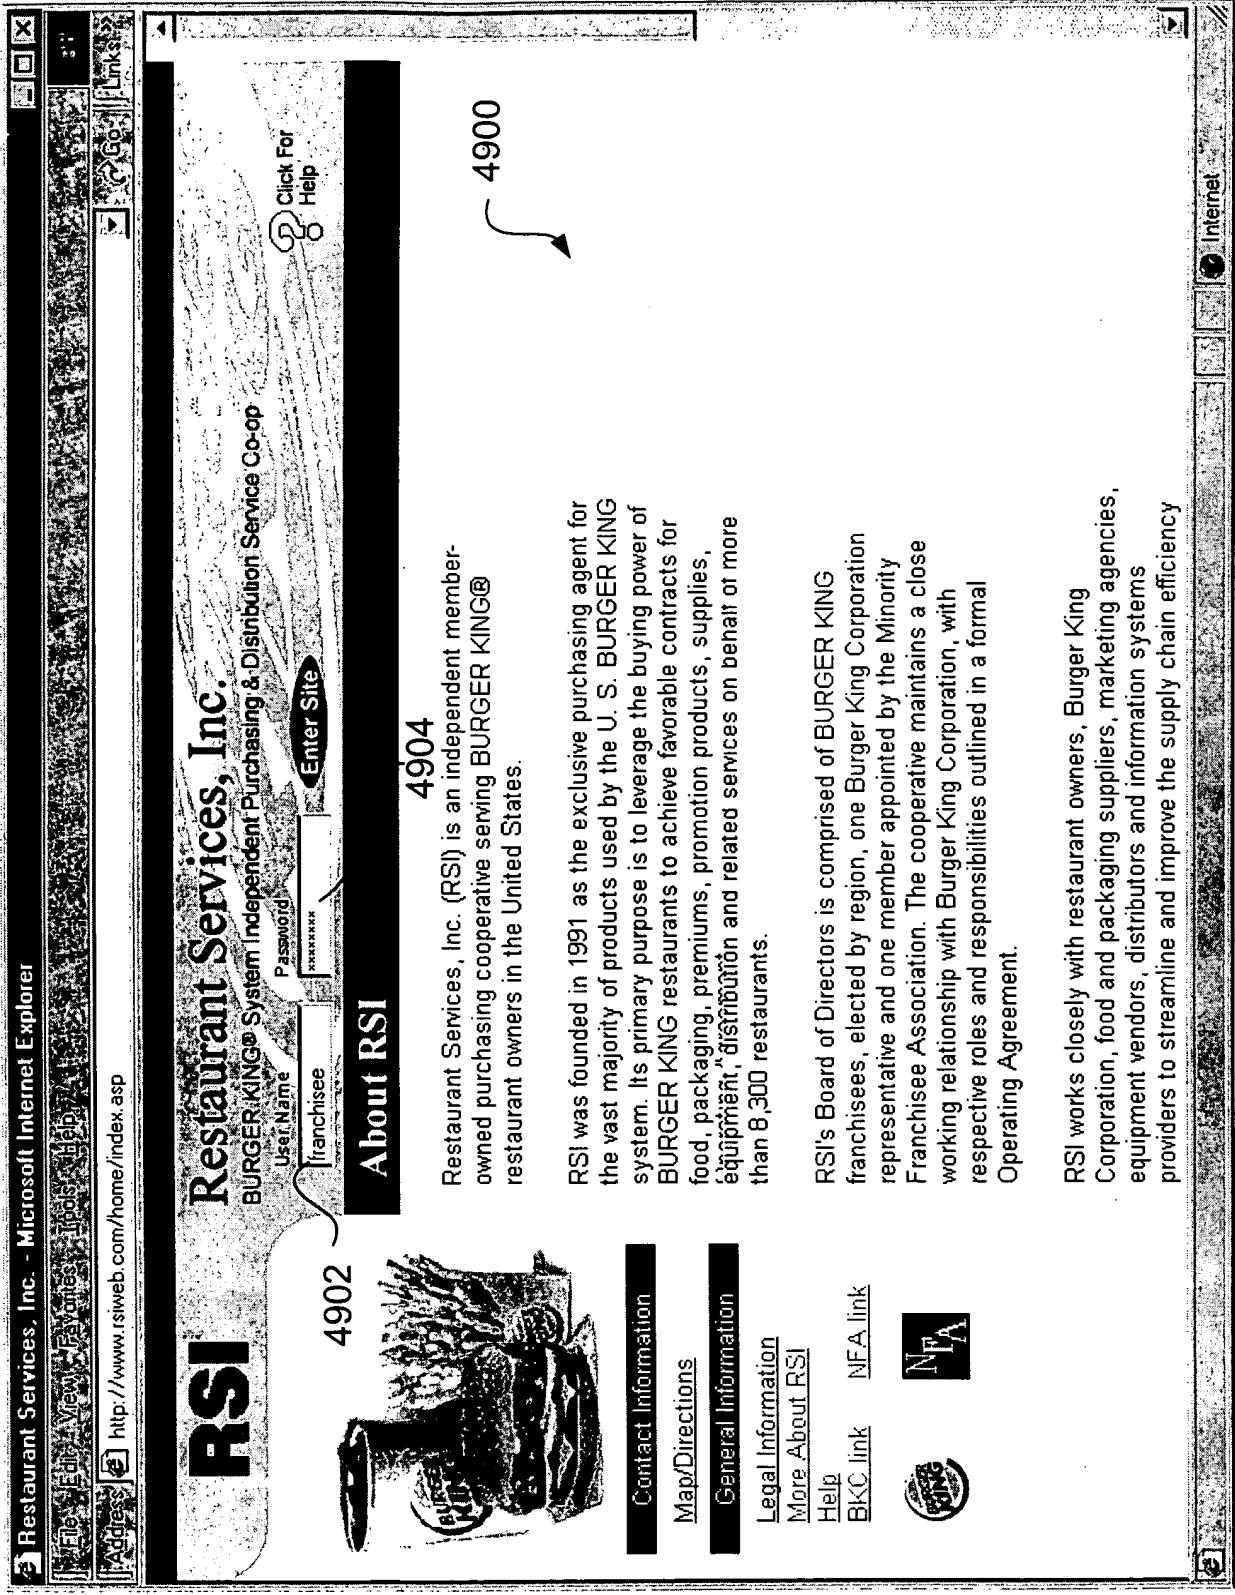 Restaurant Services, Inc. - Microsoft Internet Explorer
File Edit View Favorites Tools Help
Address http://www.rsiweb.com/home/index.asp Go Links
RSI
Restaurant Services, Inc.
BURGER KING® System Independent Purchasing & Distribution Service Co-op
User Name Password
franchisee xxxxxxxxx Enter Site
Click For
Help
4902
4904
4900
About RSI
BURGER
KING
Contact Information
Map/Directions
General Information
Legal Information
More About RSI
Help
BKC link NFA link
BURGER
KING
NFA
Restaurant Services, Inc. (RSI) is an independent member-
owned purchasing cooperative serving BURGER KING®
restaurant owners in the United States.
RSI was founded in 1991 as the exclusive purchasing agent for
the vast majority of products used by the U. S. BURGER KING
system. Its primary purpose is to leverage the buying power of
BURGER KING restaurants to achieve favorable contracts for
food, packaging, premiums, promotion products, supplies,
equipment, distribution and related services on behalf of more
than 8,300 restaurants.
RSI's Board of Directors is comprised of BURGER KING
franchisees, elected by region, one Burger King Corporation
representative and one member appointed by the Minority
Franchisee Association. The cooperative maintains a close
working relationship with Burger King Corporation, with
respective roles and responsibilities outlined in a formal
Operating Agreement.
RSI works closely with restaurant owners, Burger King
Corporation, food and packaging suppliers, marketing agencies,
equipment vendors, distributors and information systems
providers to streamline and improve the supply chain efficiency
Internet